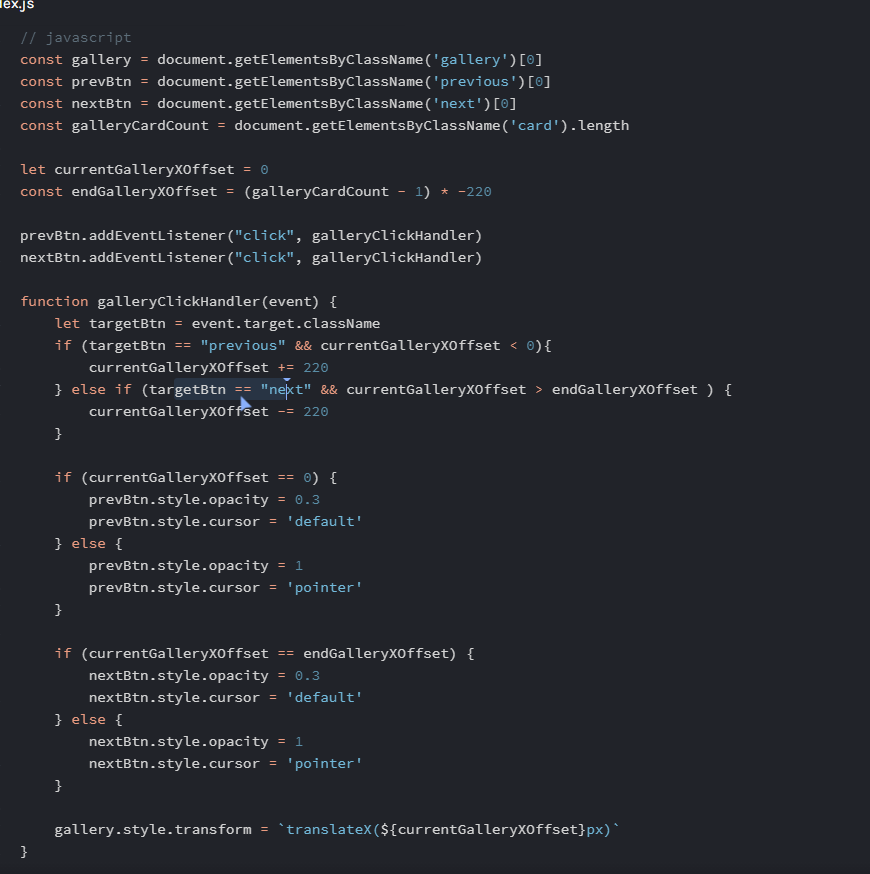 lex.js
// javascript
const gallery = document.getElementsByClassName('gallery')[0]
const prevBtn = document.getElementsByClassName('previous')[0]
const nextBtn = document.getElementsByClassName('next')[0]
const galleryCardCount = document.getElementsByClassName('card').length
let currentGalleryXOffset = 0
const endGalleryXOffset = (galleryCardCount - 1) * -220
prevBtn.addEventListener("click", galleryClickHandler)
nextBtn.addEventListener("click", galleryClickHandler)
function galleryClickHandler(event) {
    let targetBtn = event.target.className
    if (targetBtn == "previous" && currentGalleryXOffset < 0){
        currentGalleryXOffset += 220
    } else if (targetBtn == "next" && currentGalleryXOffset > endGalleryXOffset ) {
        currentGalleryXOffset -= 220
    }
    if (currentGalleryXOffset == 0) {
        prevBtn.style.opacity = 0.3
        prevBtn.style.cursor = 'default'
    } else {
        prevBtn.style.opacity = 1
        prevBtn.style.cursor = 'pointer'
    }
    if (currentGalleryXOffset == endGalleryXOffset) {
        nextBtn.style.opacity = 0.3
        nextBtn.style.cursor = 'default'
    } else {
        nextBtn.style.opacity = 1
        nextBtn.style.cursor = 'pointer'
    }
    gallery.style.transform = `translateX(${currentGalleryXOffset}px)`
}